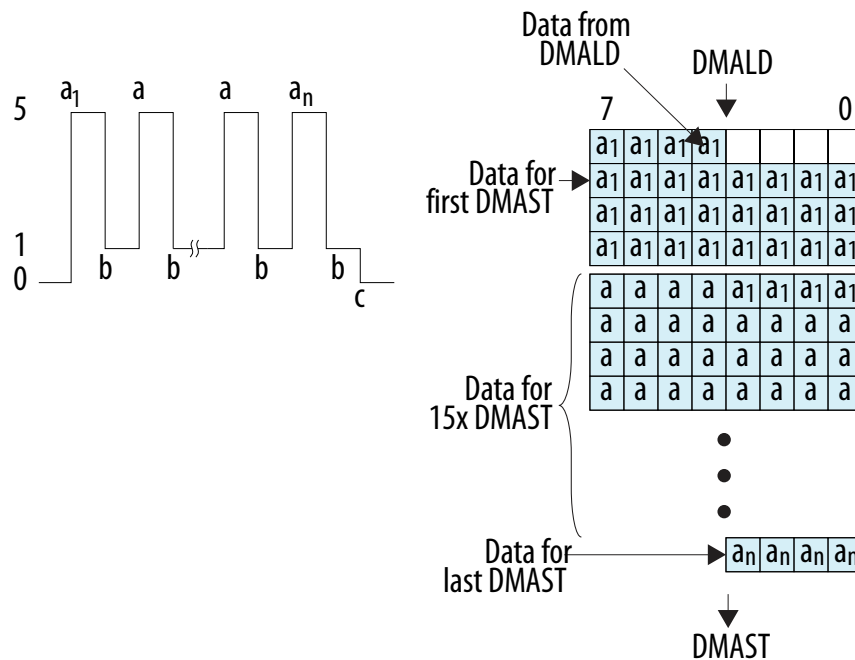 a1 a a an
5
1
0
b b b b
c
Data from
DMALD
DMALD
7 0
a1 a1 a1 a1
Data for
first DMAST
a1 a1 a1 a1 a1 a1 a1 a1
a1 a1 a1 a1 a1 a1 a1 a1
a1 a1 a1 a1 a1 a1 a1 a1
a a a a a1 a1 a1 a1
a a a a a a a a
a a a a a a a a
a a a a a a a a
Data for
15x DMAST
Data for
last DMAST
an an an an
DMAST